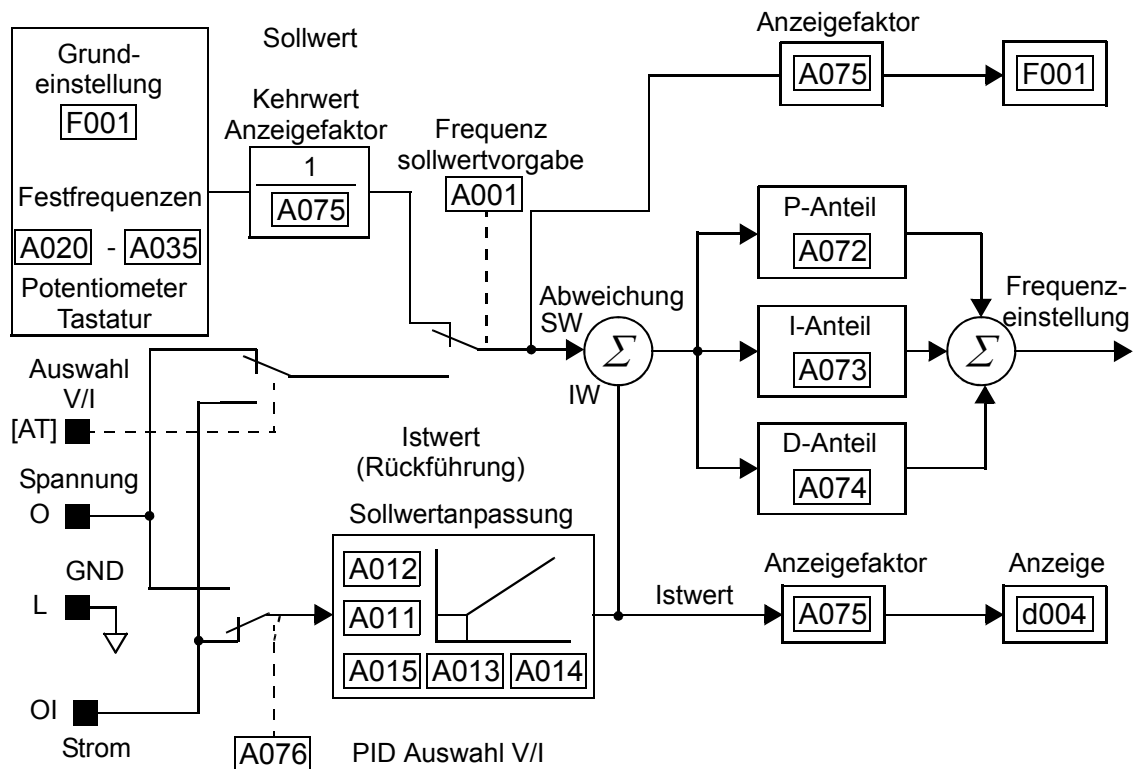 Grund-
einstellung
F001
Festfrequenzen
A020 - A035
Potentiometer
Tastatur
Sollwert
Kehrwert
Anzeigefaktor
1
A075
Frequenz
sollwertvorgabe
A001
Anzeigefaktor
A075
F001
P-Anteil
A072
I-Anteil
A073
D-Anteil
A074
Abweichung
SW
Σ
IW
Σ
Frequenz-
einstellung
Auswahl
V/I
[AT]
Spannung
O
GND
L
OI
Strom
Istwert
(Rückführung)
Sollwertanpassung
A012
A011
A015 A013 A014
A076
PID Auswahl V/I
Istwert
Anzeigefaktor
A075
Anzeige
d004